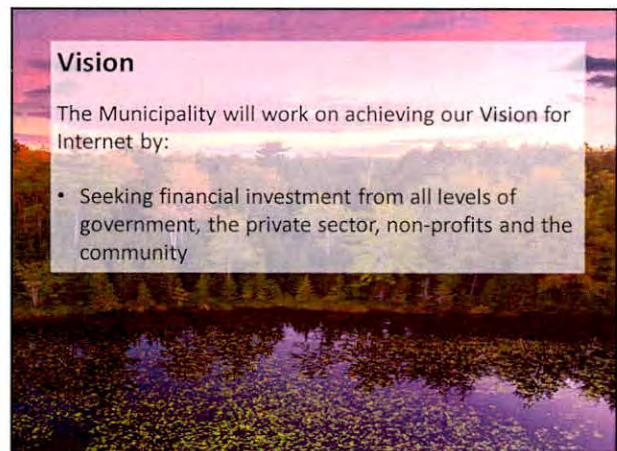 Vision
The Municipality will work on achieving our Vision for
Internet by:
• Seeking financial investment from all levels of
government, the private sector, non-profits and the
community